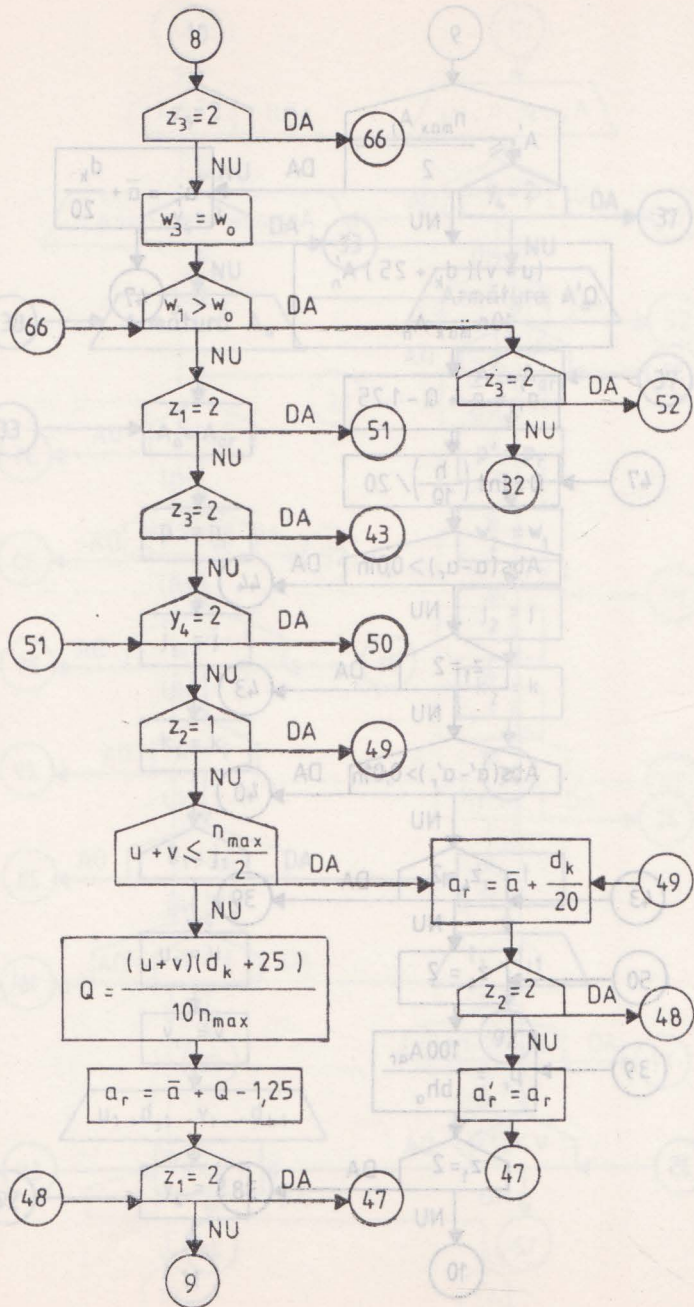 8
z₃ = 2
DA
66
NU
w₃ = w₀
66
w₁ > w₀
DA
NU
z₃ = 2
DA
52
NU
32
z₁ = 2
DA
51
NU
z₃ = 2
DA
43
NU
51
y₄ = 2
DA
50
NU
z₂ = 1
DA
49
NU
u + v ≤ n_max / 2
DA
NU
a_r = a̅ + d_k / 20
49
z₂ = 2
DA
48
NU
a'_r = a_r
47
Q = (u+v)(d_k + 25) / 10 n_max
a_r = a̅ + Q − 1,25
48
z₁ = 2
DA
47
NU
9